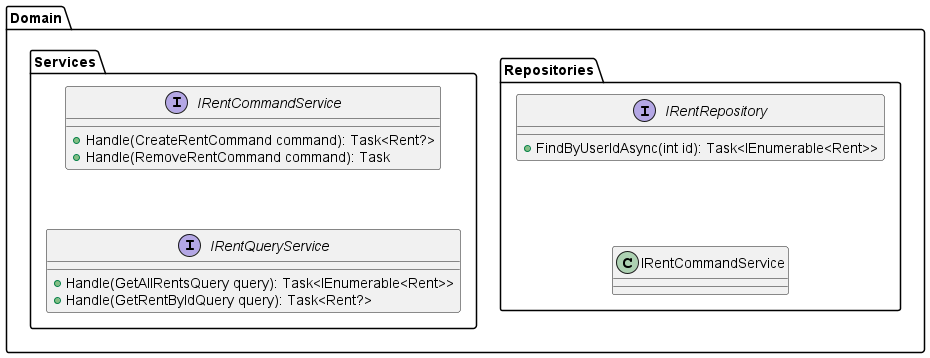 Domain
Services
I IRentCommandService
Handle(CreateRentCommand command): Task<Rent?>
Handle(RemoveRentCommand command): Task
I IRentQueryService
Handle(GetAllRentsQuery query): Task<IEnumerable<Rent>>
Handle(GetRentByIdQuery query): Task<Rent?>
Repositories
I IRentRepository
FindByUserIdAsync(int id): Task<IEnumerable<Rent>>
C IRentCommandService